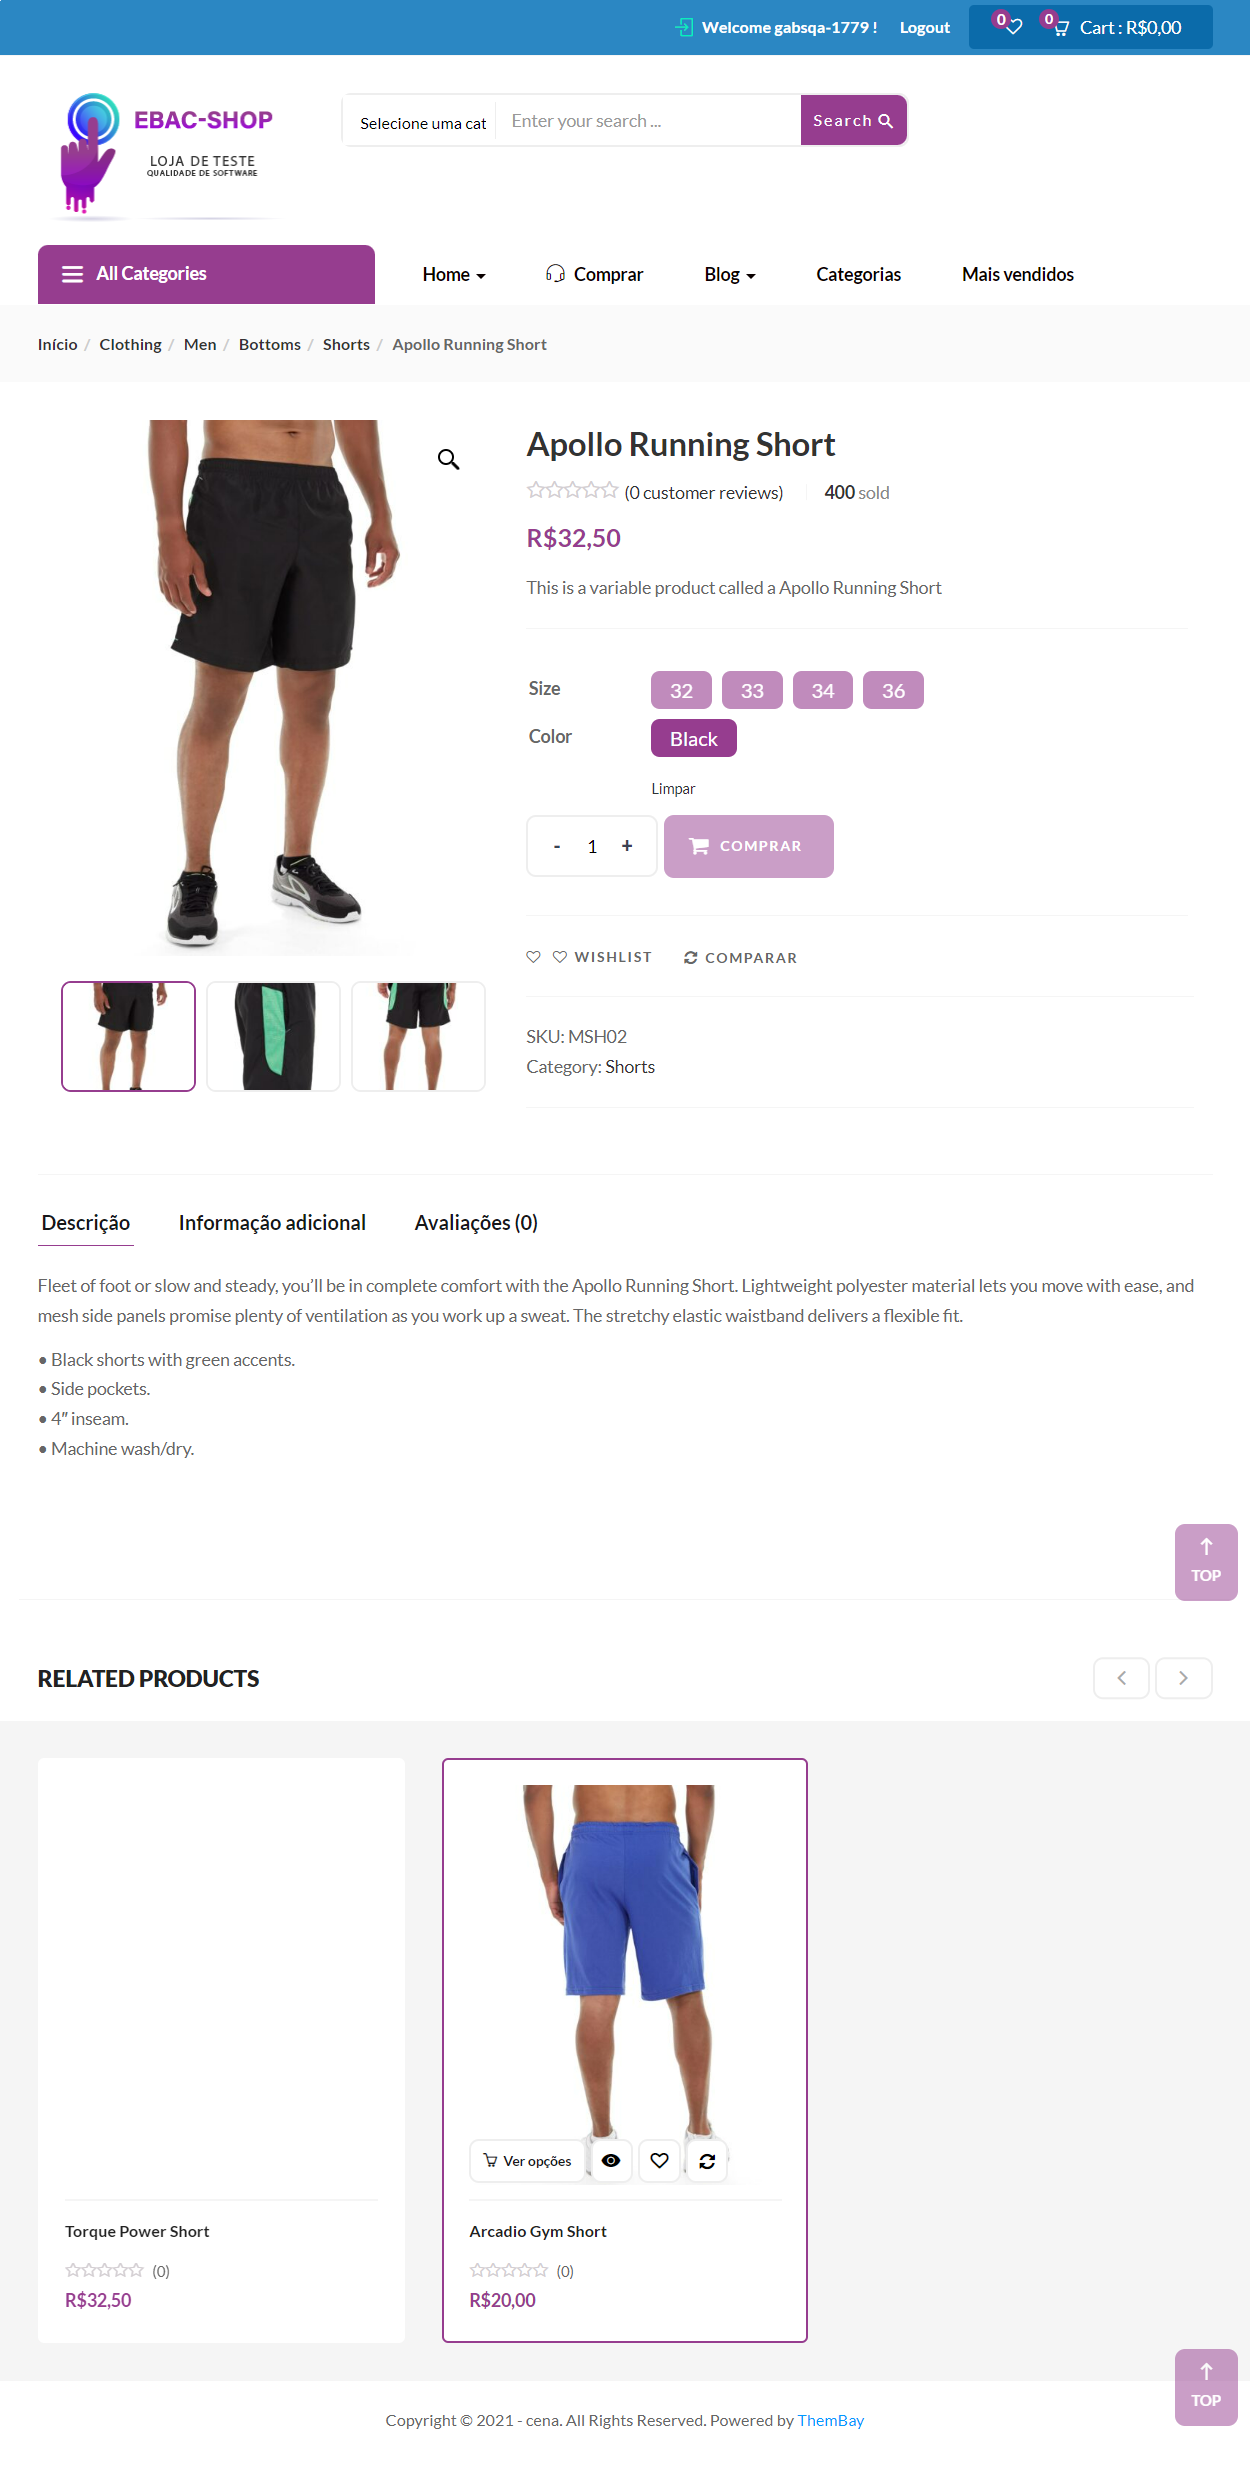 Welcome gabsqa-1779 ! Logout 0 0 Cart : R$0,00
EBAC-SHOP
LOJA DE TESTE
QUALIDADE DE SOFTWARE
Selecione uma cat Enter your search ... Search
All Categories Home Comprar Blog Categorias Mais vendidos
Início / Clothing / Men / Bottoms / Shorts / Apollo Running Short
Apollo Running Short
(0 customer reviews) 400 sold
R$32,50
This is a variable product called a Apollo Running Short
Size 32 33 34 36
Color Black
Limpar
- 1 + COMPRAR
WISHLIST COMPARAR
SKU: MSH02
Category: Shorts
Descrição Informação adicional Avaliações (0)
Fleet of foot or slow and steady, you’ll be in complete comfort with the Apollo Running Short. Lightweight polyester material lets you move with ease, and
mesh side panels promise plenty of ventilation as you work up a sweat. The stretchy elastic waistband delivers a flexible fit.
• Black shorts with green accents.
• Side pockets.
• 4″ inseam.
• Machine wash/dry.
TOP
RELATED PRODUCTS
Ver opções
Torque Power Short
(0)
R$32,50
Arcadio Gym Short
(0)
R$20,00
TOP
Copyright © 2021 - cena. All Rights Reserved. Powered by ThemBay